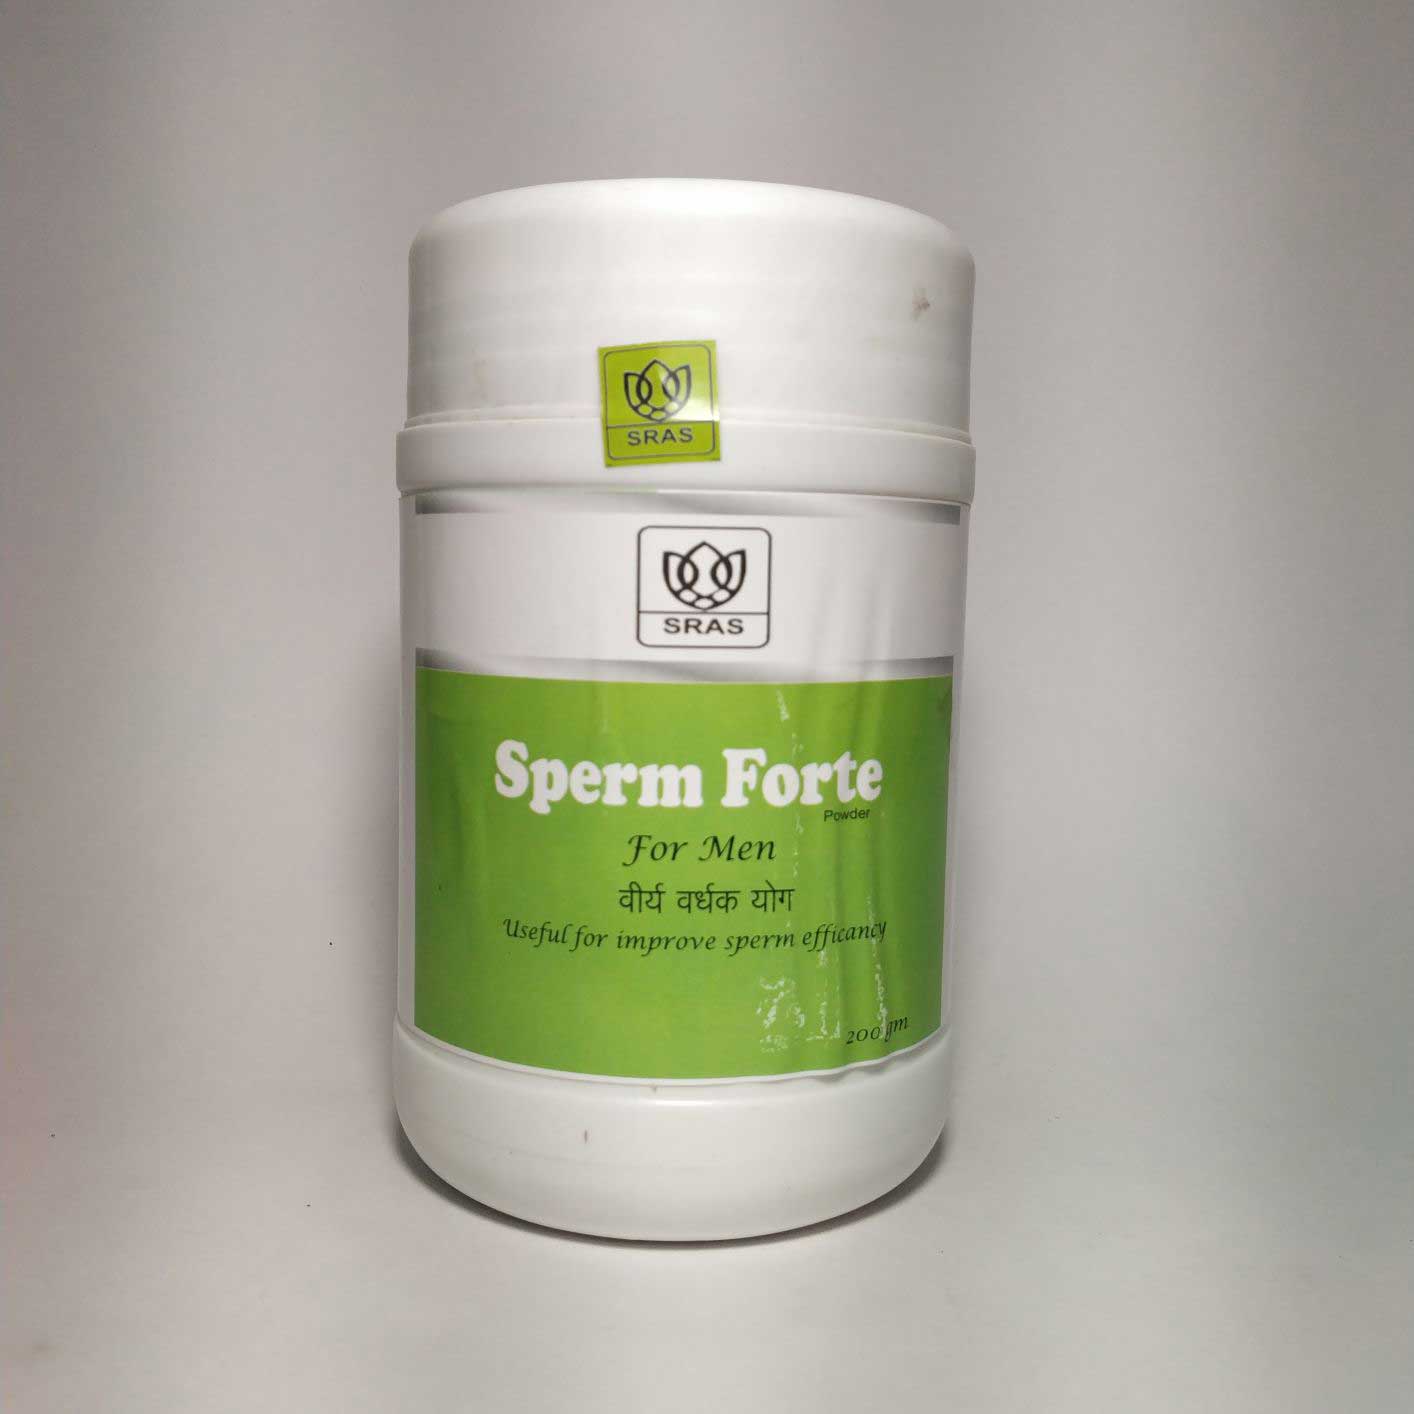 SRAS
SRAS
Sperm Forte
Powder
For Men
वीर्य वर्धक योग
Useful for improve sperm efficancy
200 gm